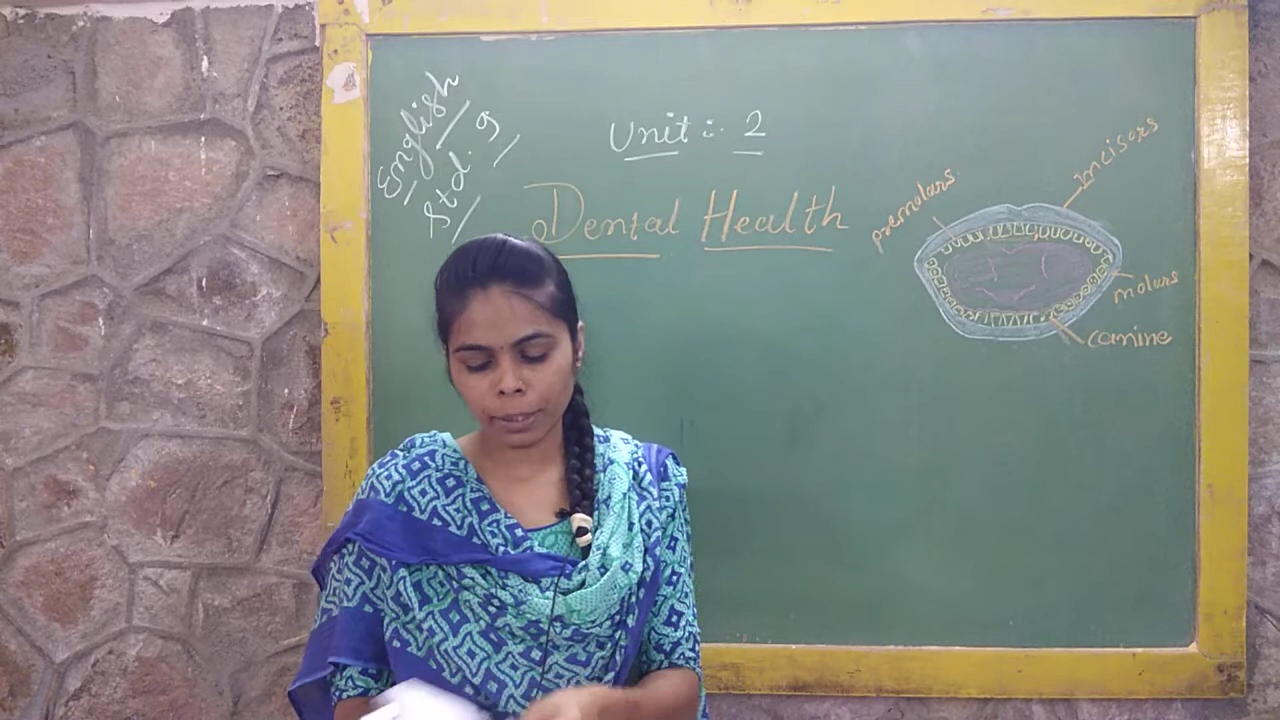 English
Std. 9
Unit : 2
Dental Health
premolars
Incisors
molars
canine